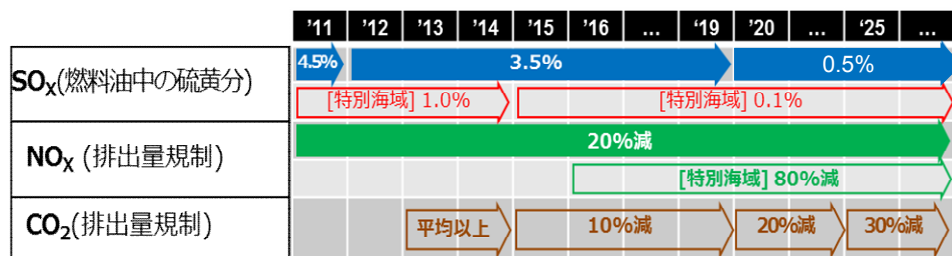 ’11 ’12 ’13 ’14 ’15 ’16 ... ’19 ’20 ... ‘25 ...
SOX(燃料油中の硫黄分)
4.5% 3.5% 0.5%
[特別海域] 1.0% [特別海域] 0.1%
NOX (排出量規制)
20%減
[特別海域] 80%減
CO2(排出量規制)
平均以上 10%減 20%減 30%減